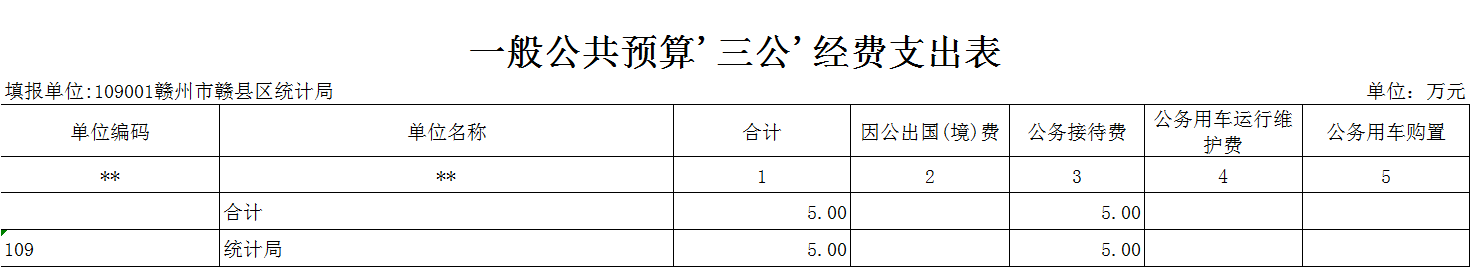 一般公共预算'三公'经费支出表
填报单位:109001赣州市赣县区统计局 单位：万元
单位编码 单位名称 合计 因公出国(境)费 公务接待费 公务用车运行维护费 公务用车购置
** ** 1 2 3 4 5
合计 5.00 5.00
109 统计局 5.00 5.00